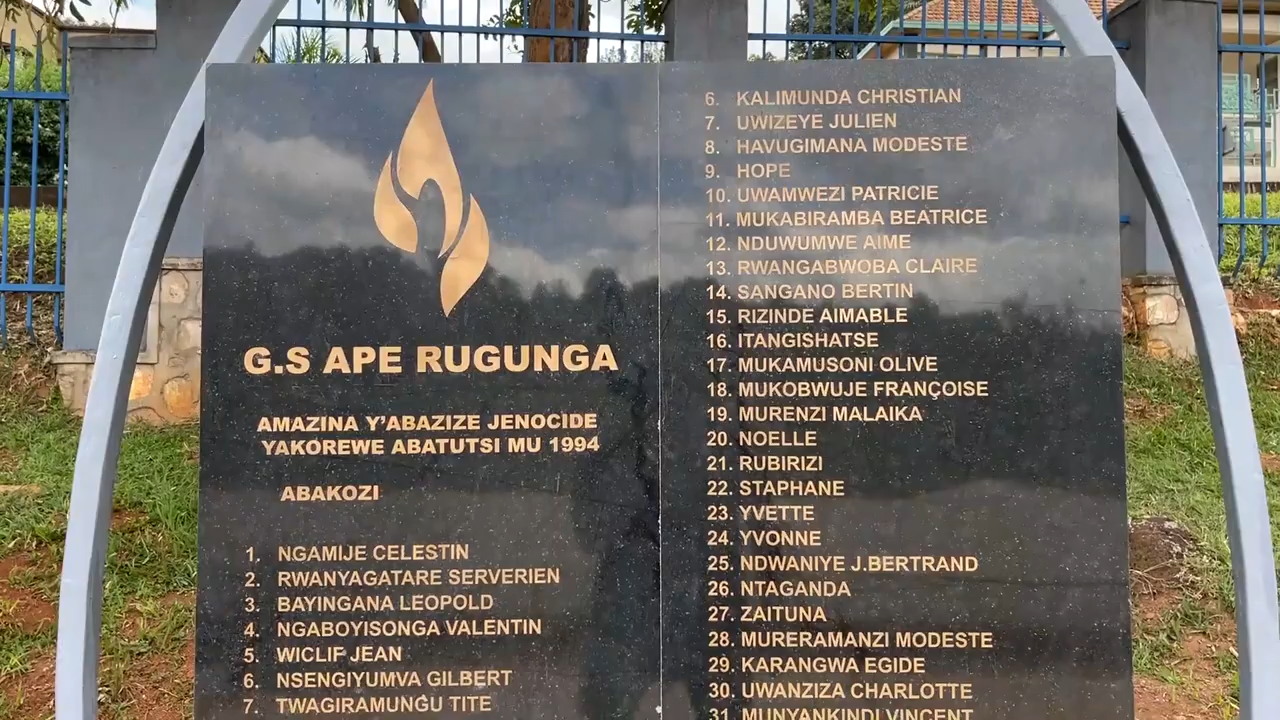 G.S APE RUGUNGA
AMAZINA Y'ABAZIZE JENOCIDE
YAKOREWE ABATUTSI MU 1994
ABAKOZI
1. NGAMIJE CELESTIN
2. RWANYAGATARE SERVERIEN
3. BAYINGANA LEOPOLD
4. NGABOYISONGA VALENTIN
5. WICLIF JEAN
6. NSENGIYUMVA GILBERT
7. TWAGIRAMUNGU TITE
6. KALIMUNDA CHRISTIAN
7. UWIZEYE JULIEN
8. HAVUGIMANA MODESTE
9. HOPE
10. UWAMWEZI PATRICIE
11. MUKABIRAMBA BEATRICE
12. NDUWUMWE AIME
13. RWANGABWOBA CLAIRE
14. SANGANO BERTIN
15. RIZINDE AIMABLE
16. ITANGISHATSE
17. MUKAMUSONI OLIVE
18. MUKOBWUJE FRANÇOISE
19. MURENZI MALAIKA
20. NOELLE
21. RUBIRIZI
22. STAPHANE
23. YVETTE
24. YVONNE
25. NDWANIYE J.BERTRAND
26. NTAGANDA
27. ZAITUNA
28. MURERAMANZI MODESTE
29. KARANGWA EGIDE
30. UWANZIZA CHARLOTTE
31. MUNYANKINDI VINCENT